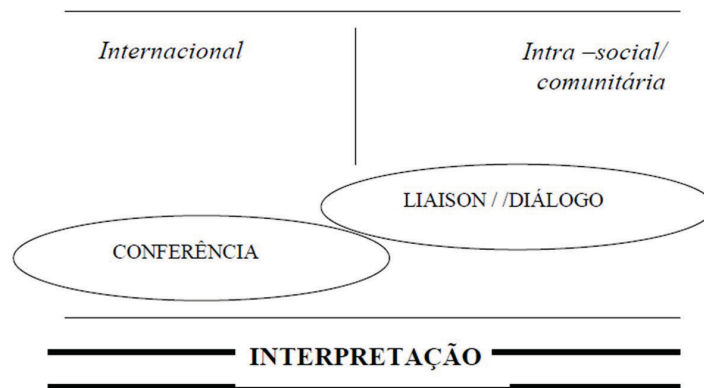 Internacional
Intra –social/
comunitária
LIAISON / /DIÁLOGO
CONFERÊNCIA
INTERPRETAÇÃO